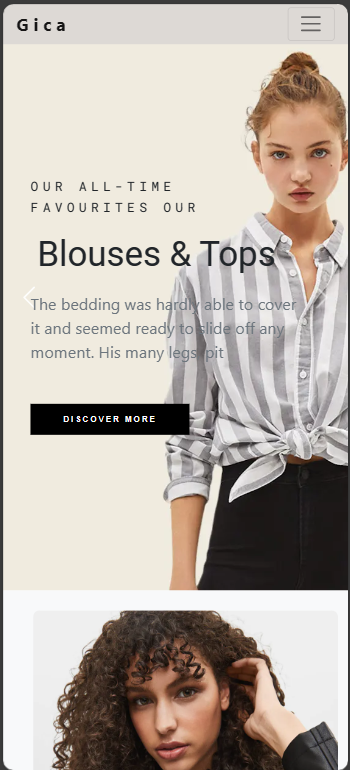 Gica
OUR ALL-TIME
FAVOURITES OUR
Blouses & Tops
The bedding was hardly able to cover
it and seemed ready to slide off any
moment. His many legs pit
DISCOVER MORE